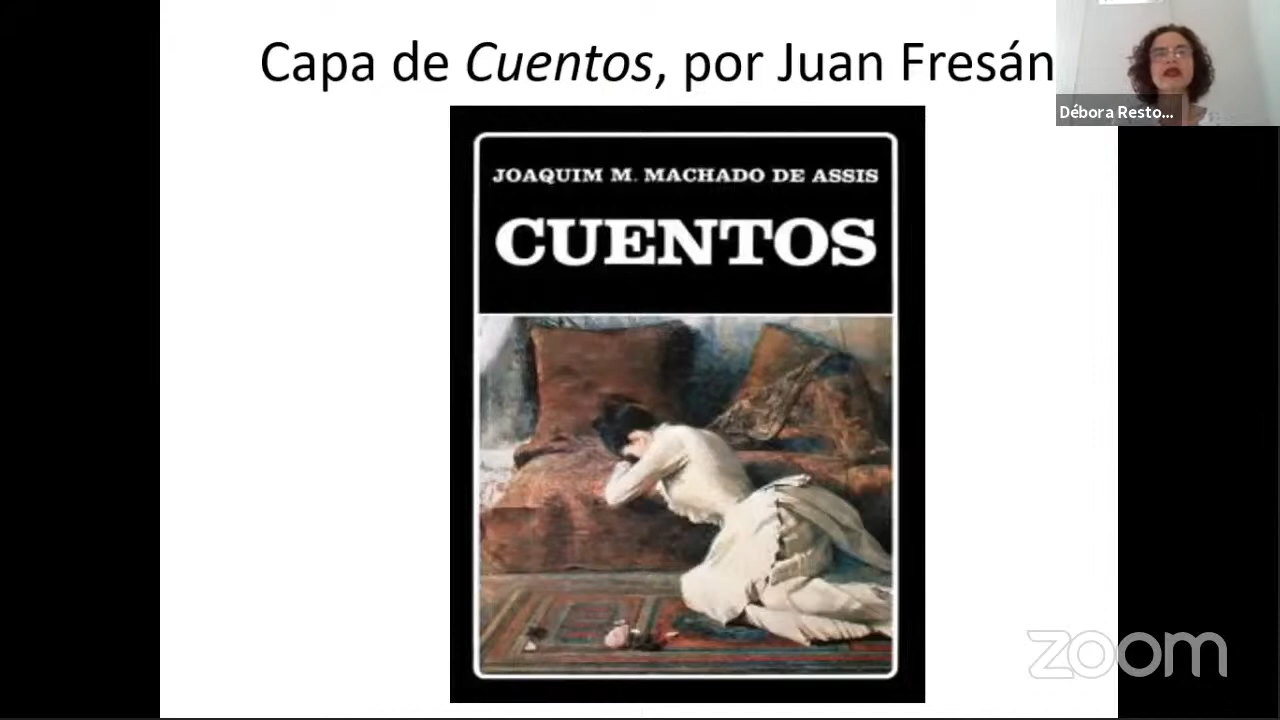 Capa de Cuentos, por Juan Fresán
Débora Resto...
JOAQUIM M. MACHADO DE ASSIS
CUENTOS
zoom